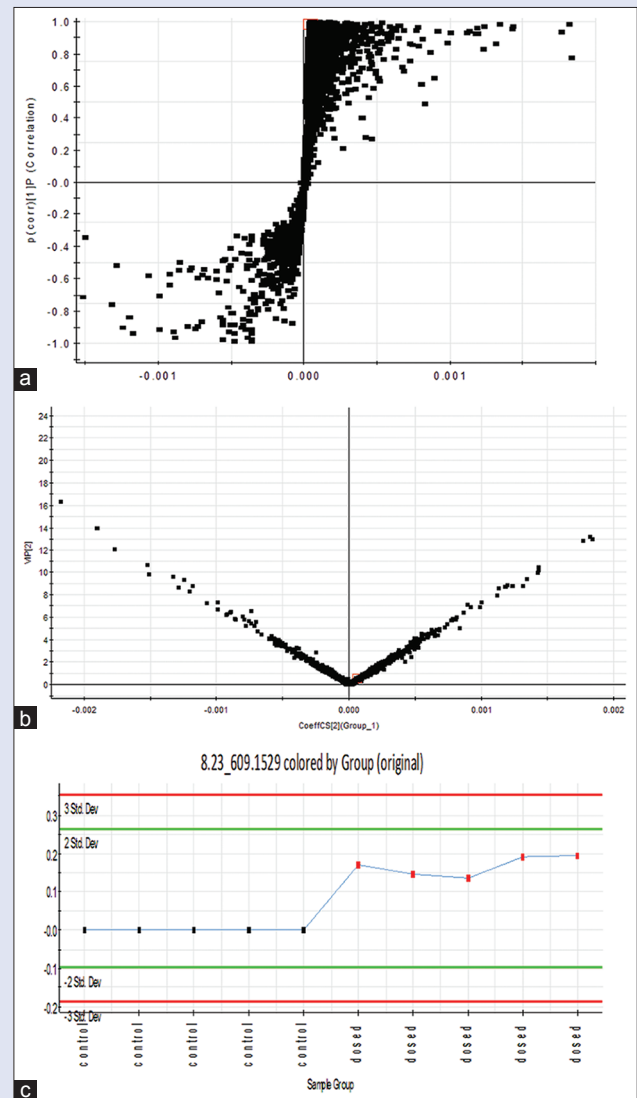 1.0
0.8
0.6
0.4
0.2
-0.0
-0.2
-0.4
-0.6
-0.8
-1.0
p(corr)[1]P (Correlation)
-0.001 0.000 0.001
a
24
22
20
18
16
14
12
10
8
6
4
2
0
VIP[2]
-0.002 -0.001 0.000 0.001 0.002
CoeffCS[2](Group_1)
b
8.23_609.1529 colored by Group (original)
3 Std. Dev
0.3
2 Std. Dev
0.2
0.1
-0.0
-0.1
-2 Std. Dev
-0.2
-3 Std. Dev
control control control control control dosed dosed dosed dosed dosed
Sample Group
c